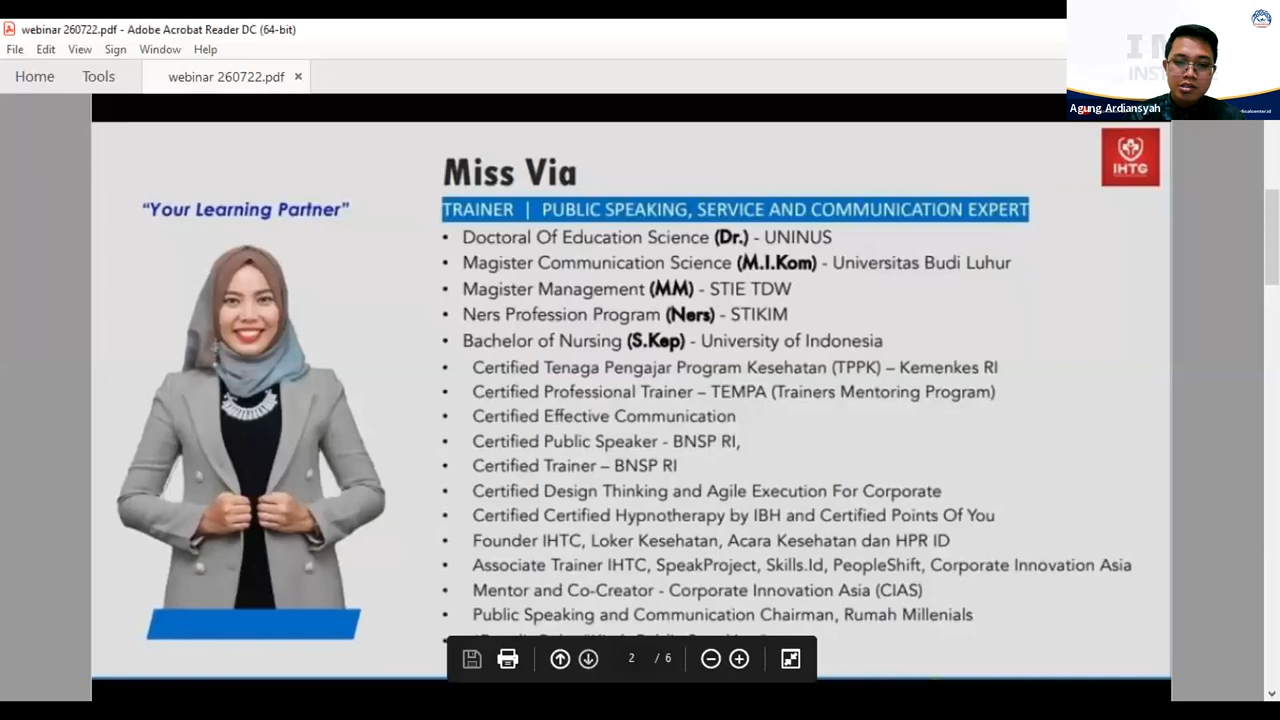 webinar 260722.pdf - Adobe Acrobat Reader DC (64-bit)
File Edit View Sign Window Help
Home Tools webinar 260722.pdf ×
Agung Ardiansyah
IHTC
Miss Via
"Your Learning Partner"
TRAINER | PUBLIC SPEAKING, SERVICE AND COMMUNICATION EXPERT
• Doctoral Of Education Science (Dr.) - UNINUS
• Magister Communication Science (M.I.Kom) - Universitas Budi Luhur
• Magister Management (MM) - STIE TDW
• Ners Profession Program (Ners) - STIKIM
• Bachelor of Nursing (S.Kep) - University of Indonesia
• Certified Tenaga Pengajar Program Kesehatan (TPPK) – Kemenkes RI
• Certified Professional Trainer – TEMPA (Trainers Mentoring Program)
• Certified Effective Communication
• Certified Public Speaker - BNSP RI,
• Certified Trainer – BNSP RI
• Certified Design Thinking and Agile Execution For Corporate
• Certified Certified Hypnotherapy by IBH and Certified Points Of You
• Founder IHTC, Loker Kesehatan, Acara Kesehatan dan HPR ID
• Associate Trainer IHTC, SpeakProject, Skills.Id, PeopleShift, Corporate Innovation Asia
• Mentor and Co-Creator - Corporate Innovation Asia (CIAS)
• Public Speaking and Communication Chairman, Rumah Millenials
2 / 6